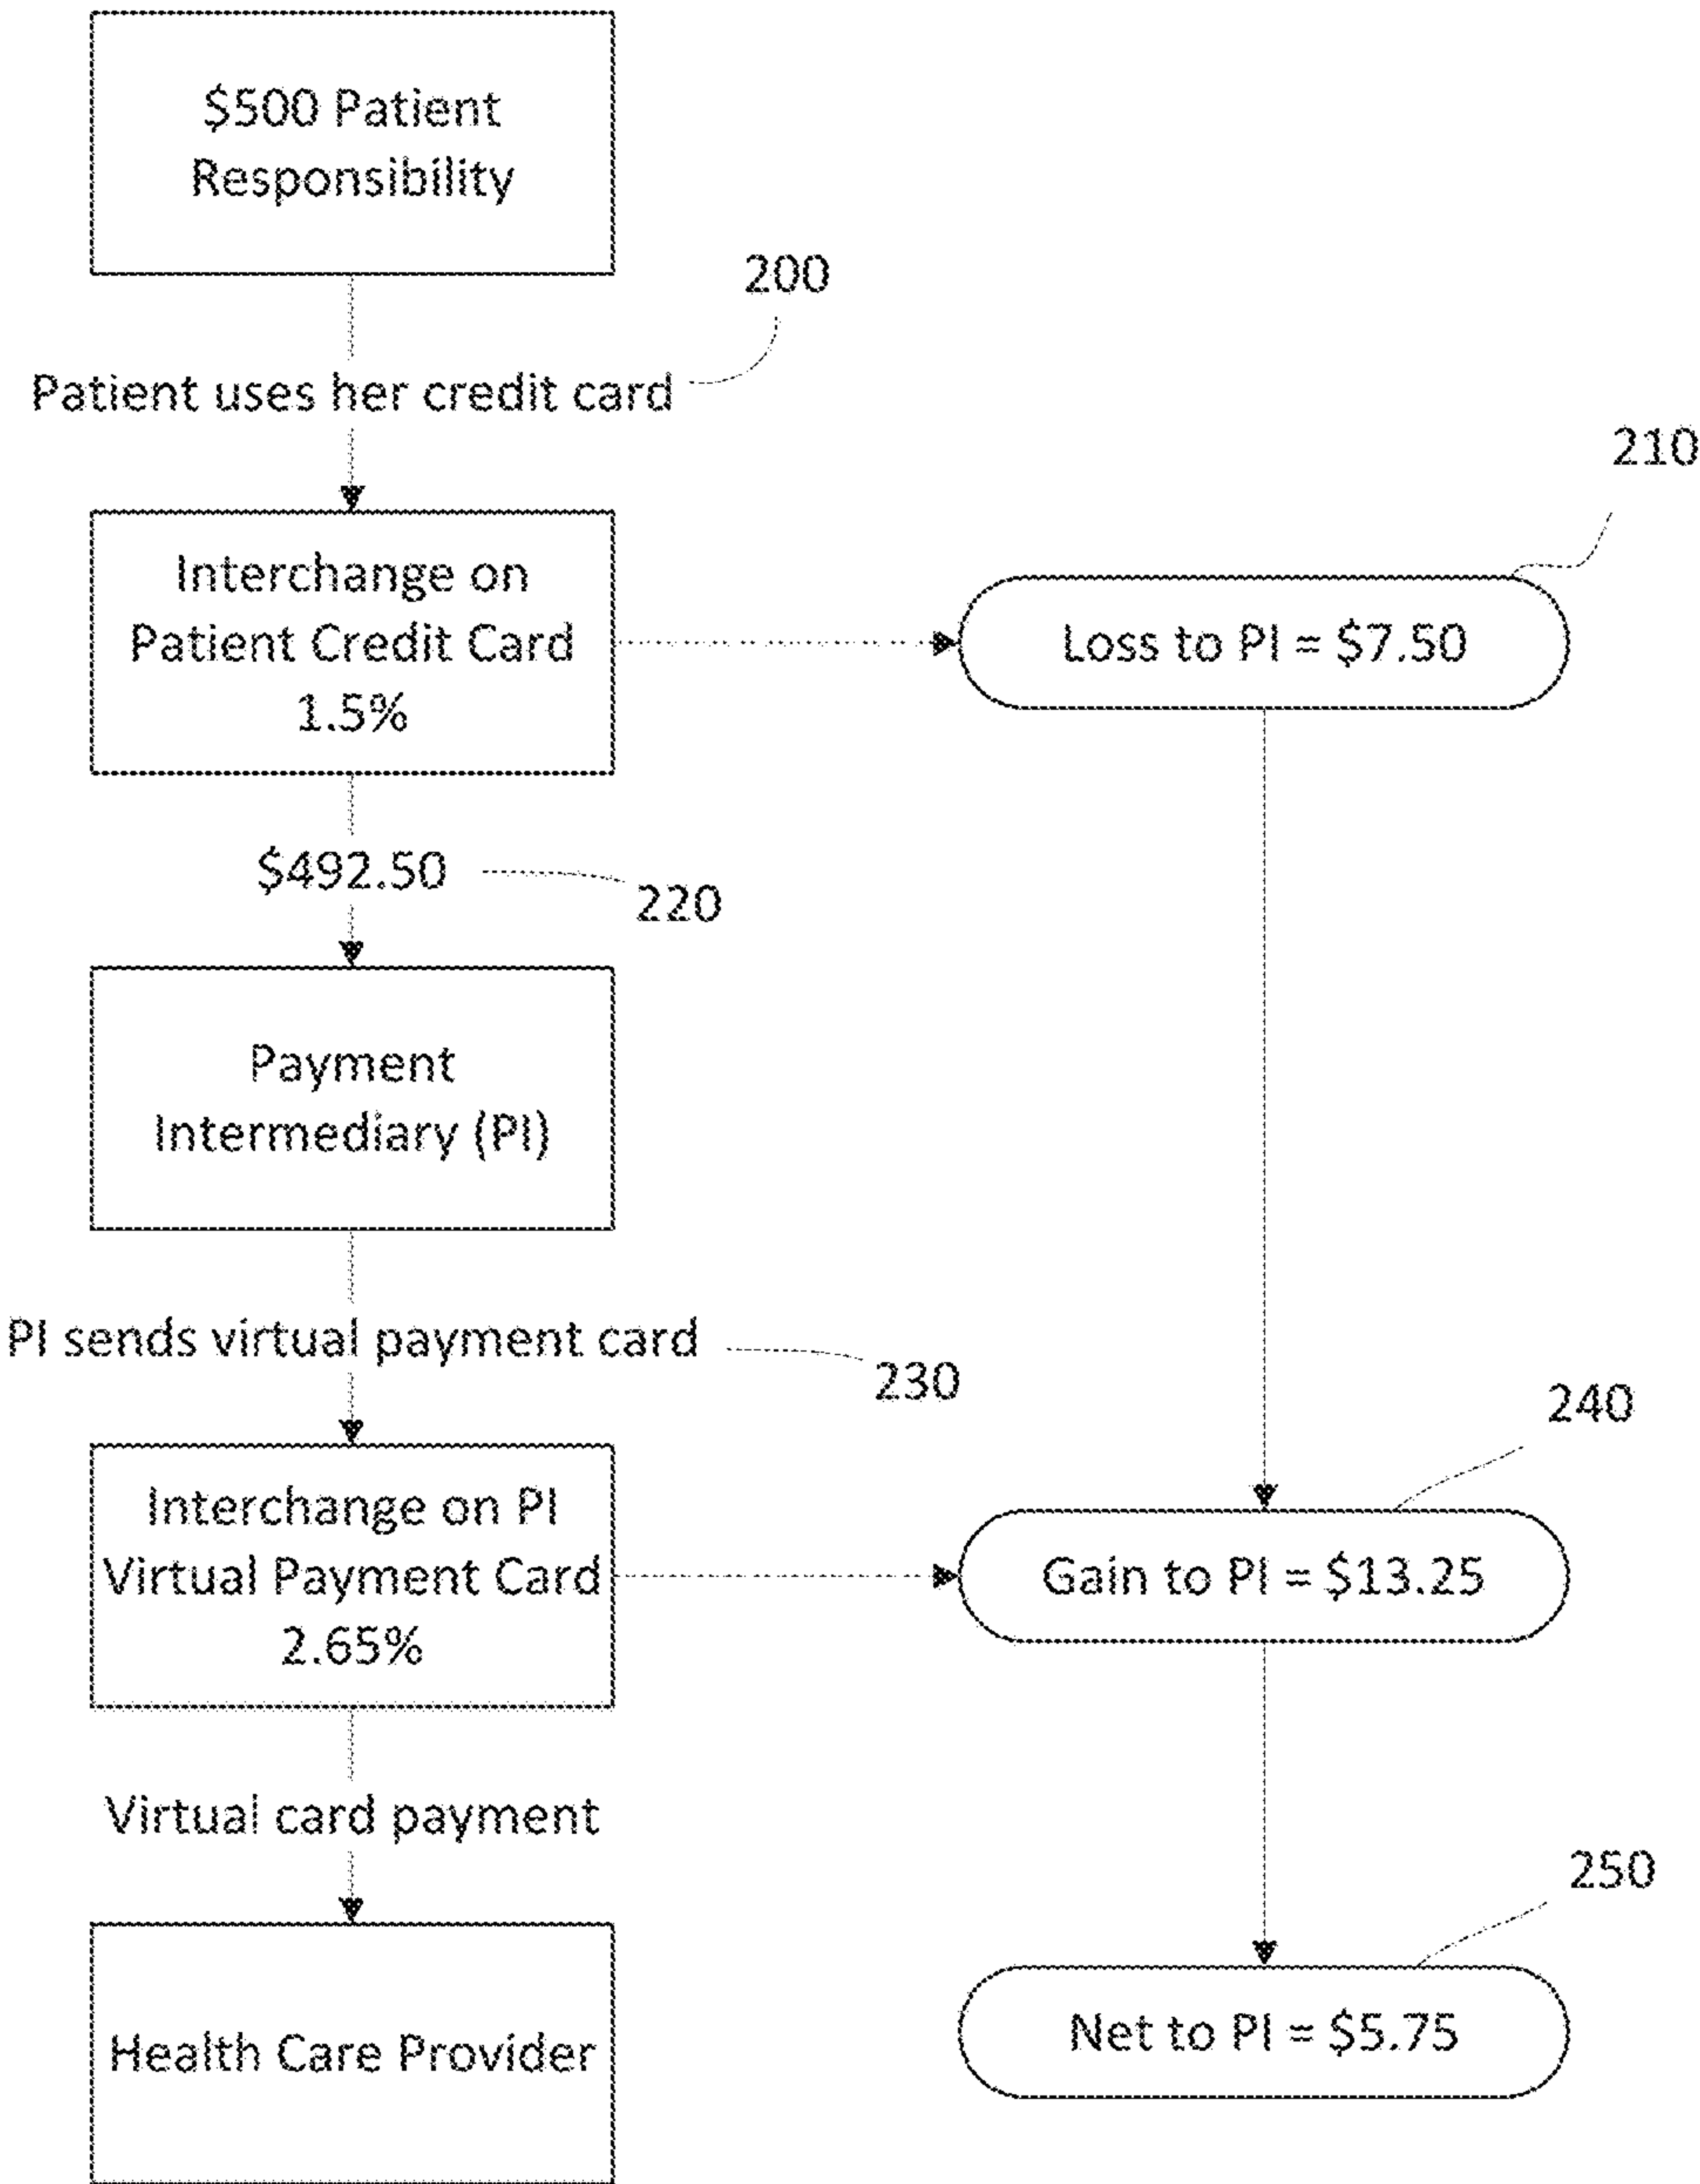 $500 Patient
Responsibility
200
Patient uses her credit card
210
Interchange on
Patient Credit Card
1.5%
Loss to PI = $7.50
$492.50
220
Payment
Intermediary (PI)
PI sends virtual payment card
230
240
Interchange on PI
Virtual Payment Card
2.65%
Gain to PI = $13.25
Virtual card payment
250
Health Care Provider
Net to PI = $5.75